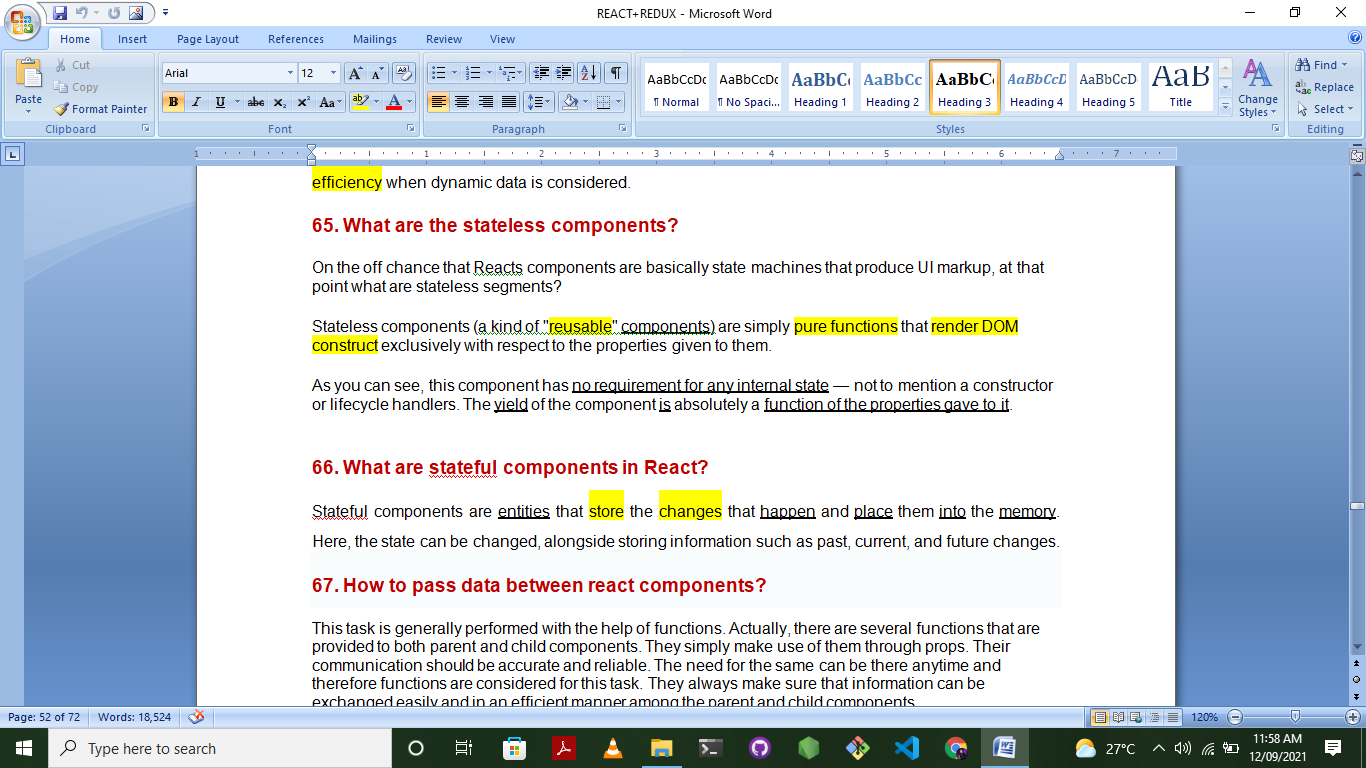 REACT+REDUX - Microsoft Word
Home Insert Page Layout References Mailings Review View
Paste
Cut
Copy
Format Painter
Clipboard
Arial 12
B I U abc x₂ x² Aa
Font
Paragraph
AaBbCcDc AaBbCcDc AaBbC AaBbCc AaBbC AaBbCcD AaBbCcD AaB
¶ Normal ¶ No Spaci... Heading 1 Heading 2 Heading 3 Heading 4 Heading 5 Title
Change Styles
Styles
Find
Replace
Select
Editing
1 1 2 3 4 5 6 7
efficiency when dynamic data is considered.
65. What are the stateless components?
On the off chance that Reacts components are basically state machines that produce UI markup, at that
point what are stateless segments?
Stateless components (a kind of "reusable" components) are simply pure functions that render DOM
construct exclusively with respect to the properties given to them.
As you can see, this component has no requirement for any internal state — not to mention a constructor
or lifecycle handlers. The yield of the component is absolutely a function of the properties gave to it.
66. What are stateful components in React?
Stateful components are entities that store the changes that happen and place them into the memory.
Here, the state can be changed, alongside storing information such as past, current, and future changes.
67. How to pass data between react components?
This task is generally performed with the help of functions. Actually, there are several functions that are
provided to both parent and child components. They simply make use of them through props. Their
communication should be accurate and reliable. The need for the same can be there anytime and
therefore functions are considered for this task. They always make sure that information can be
exchanged easily and in an efficient manner among the parent and child components.
Page: 52 of 72 Words: 18,524 120%
Type here to search 27°C 11:58 AM
12/09/2021